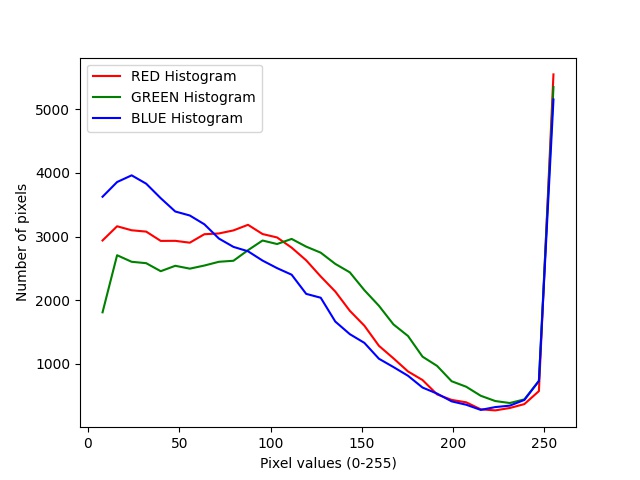 RED Histogram
GREEN Histogram
BLUE Histogram
5000
4000
3000
2000
1000
Number of pixels
0 50 100 150 200 250
Pixel values (0-255)